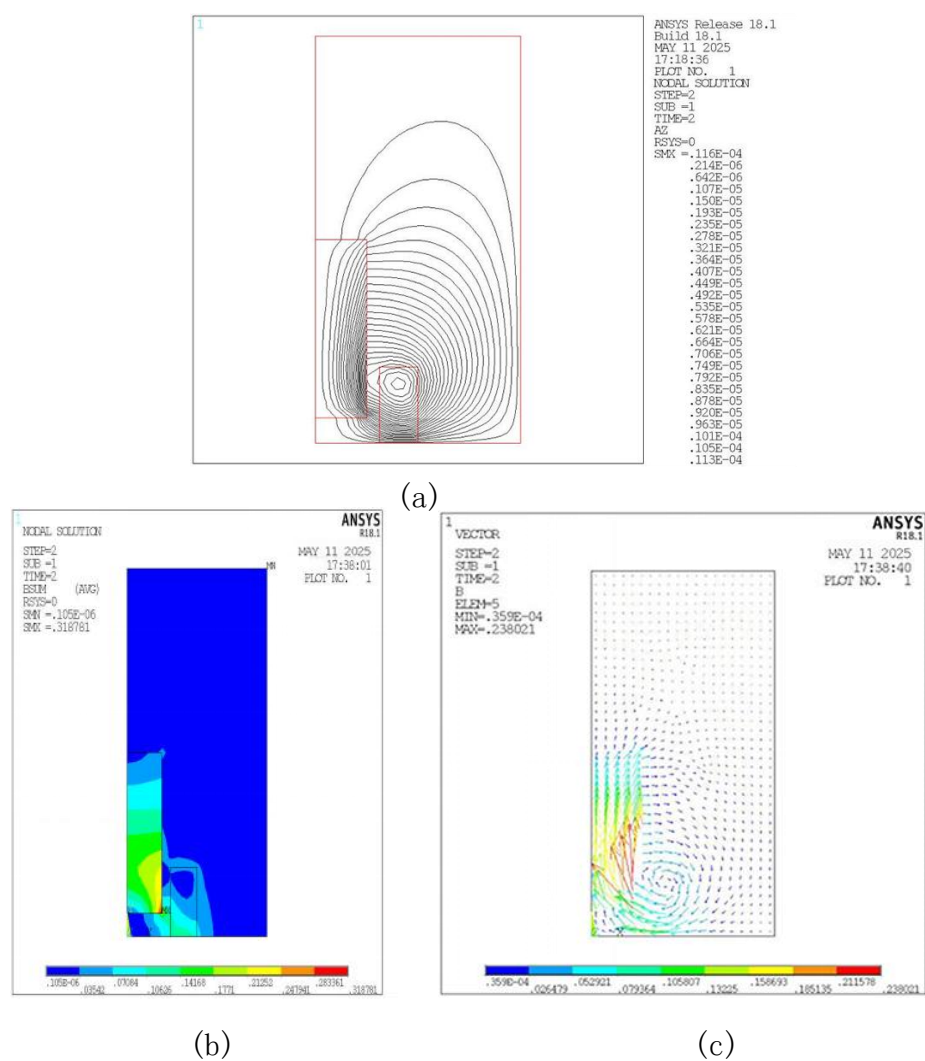 1
ANSYS Release 18.1
Build 18.1
MAY 11 2025
17:18:36
PLOT NO. 1
NODAL SOLUTION
STEP=2
SUB =1
TIME=2
AZ
RSYS=0
SMX =.116E-04
.214E-06
.642E-06
.107E-05
.150E-05
.193E-05
.235E-05
.278E-05
.321E-05
.364E-05
.407E-05
.449E-05
.492E-05
.535E-05
.578E-05
.621E-05
.664E-05
.706E-05
.749E-05
.792E-05
.835E-05
.878E-05
.920E-05
.963E-05
.101E-04
.105E-04
.113E-04
(a)
1
NODAL SOLUTION
STEP=2
SUB =1
TIME=2
BSUM (AVG)
RSYS=0
SMN =.105E-06
SMX =.318781
ANSYS
R18.1
MAY 11 2025
17:38:01
PLOT NO. 1
MN
MX
.105E-06 .07084 .14168 .21252 .283361
.03542 .10626 .1771 .247941 .318781
(b)
1
VECTOR
STEP=2
SUB =1
TIME=2
B
ELEM=5
MIN=.359E-04
MAX=.238021
ANSYS
R18.1
MAY 11 2025
17:38:40
PLOT NO. 1
X
.359E-04 .052921 .105807 .158693 .211578
.026479 .079364 .13225 .185135 .238021
(c)